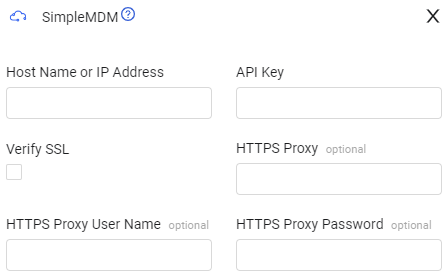 SimpleMDM ? X
Host Name or IP Address
API Key
Verify SSL
HTTPS Proxy optional
HTTPS Proxy User Name optional
HTTPS Proxy Password optional